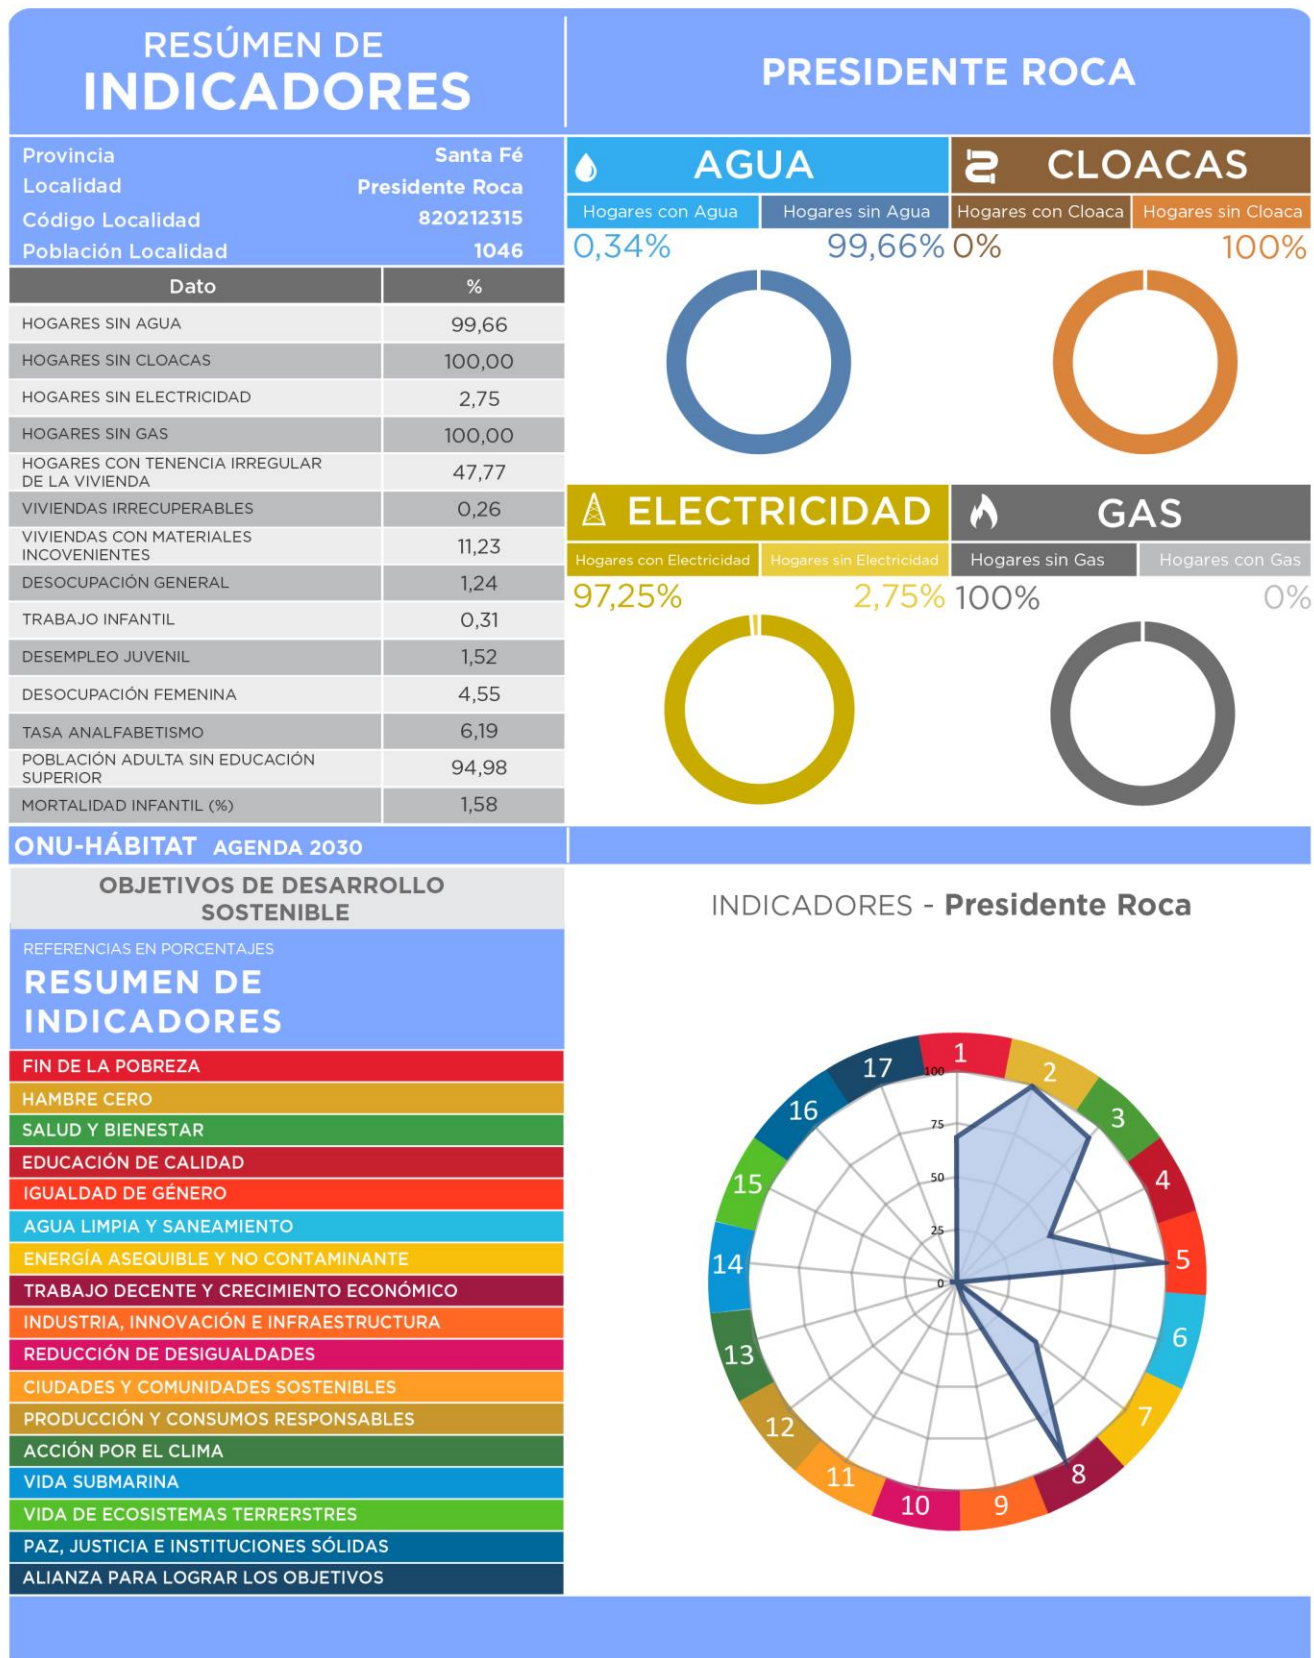 RESÚMEN DE
INDICADORES
PRESIDENTE ROCA
Provincia Santa Fé
Localidad Presidente Roca
Código Localidad 820212315
Población Localidad 1046
Dato %
HOGARES SIN AGUA 99,66
HOGARES SIN CLOACAS 100,00
HOGARES SIN ELECTRICIDAD 2,75
HOGARES SIN GAS 100,00
HOGARES CON TENENCIA IRREGULAR
DE LA VIVIENDA 47,77
VIVIENDAS IRRECUPERABLES 0,26
VIVIENDAS CON MATERIALES
INCOVENIENTES 11,23
DESOCUPACIÓN GENERAL 1,24
TRABAJO INFANTIL 0,31
DESEMPLEO JUVENIL 1,52
DESOCUPACIÓN FEMENINA 4,55
TASA ANALFABETISMO 6,19
POBLACIÓN ADULTA SIN EDUCACIÓN
SUPERIOR 94,98
MORTALIDAD INFANTIL (%) 1,58
AGUA
Hogares con Agua Hogares sin Agua
0,34% 99,66%
CLOACAS
Hogares con Cloaca Hogares sin Cloaca
0% 100%
ELECTRICIDAD
Hogares con Electricidad Hogares sin Electricidad
97,25% 2,75%
GAS
Hogares sin Gas Hogares con Gas
100% 0%
ONU-HÁBITAT AGENDA 2030
OBJETIVOS DE DESARROLLO
SOSTENIBLE
REFERENCIAS EN PORCENTAJES
RESUMEN DE
INDICADORES
FIN DE LA POBREZA
HAMBRE CERO
SALUD Y BIENESTAR
EDUCACIÓN DE CALIDAD
IGUALDAD DE GÉNERO
AGUA LIMPIA Y SANEAMIENTO
ENERGÍA ASEQUIBLE Y NO CONTAMINANTE
TRABAJO DECENTE Y CRECIMIENTO ECONÓMICO
INDUSTRIA, INNOVACIÓN E INFRAESTRUCTURA
REDUCCIÓN DE DESIGUALDADES
CIUDADES Y COMUNIDADES SOSTENIBLES
PRODUCCIÓN Y CONSUMOS RESPONSABLES
ACCIÓN POR EL CLIMA
VIDA SUBMARINA
VIDA DE ECOSISTEMAS TERRERSTRES
PAZ, JUSTICIA E INSTITUCIONES SÓLIDAS
ALIANZA PARA LOGRAR LOS OBJETIVOS
INDICADORES - Presidente Roca
1
2
3
4
5
6
7
8
9
10
11
12
13
14
15
16
17
100
75
50
25
0